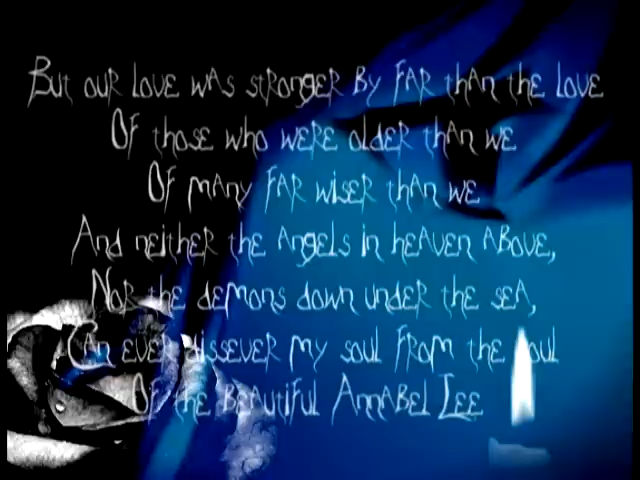 But our love was stronger by far than the love
Of those who were older than we
Of many far wiser than we
And neither the angels in heaven above,
Nor the demons down under the sea,
Can ever dissever my soul from the soul
Of the beautiful Annabel Lee